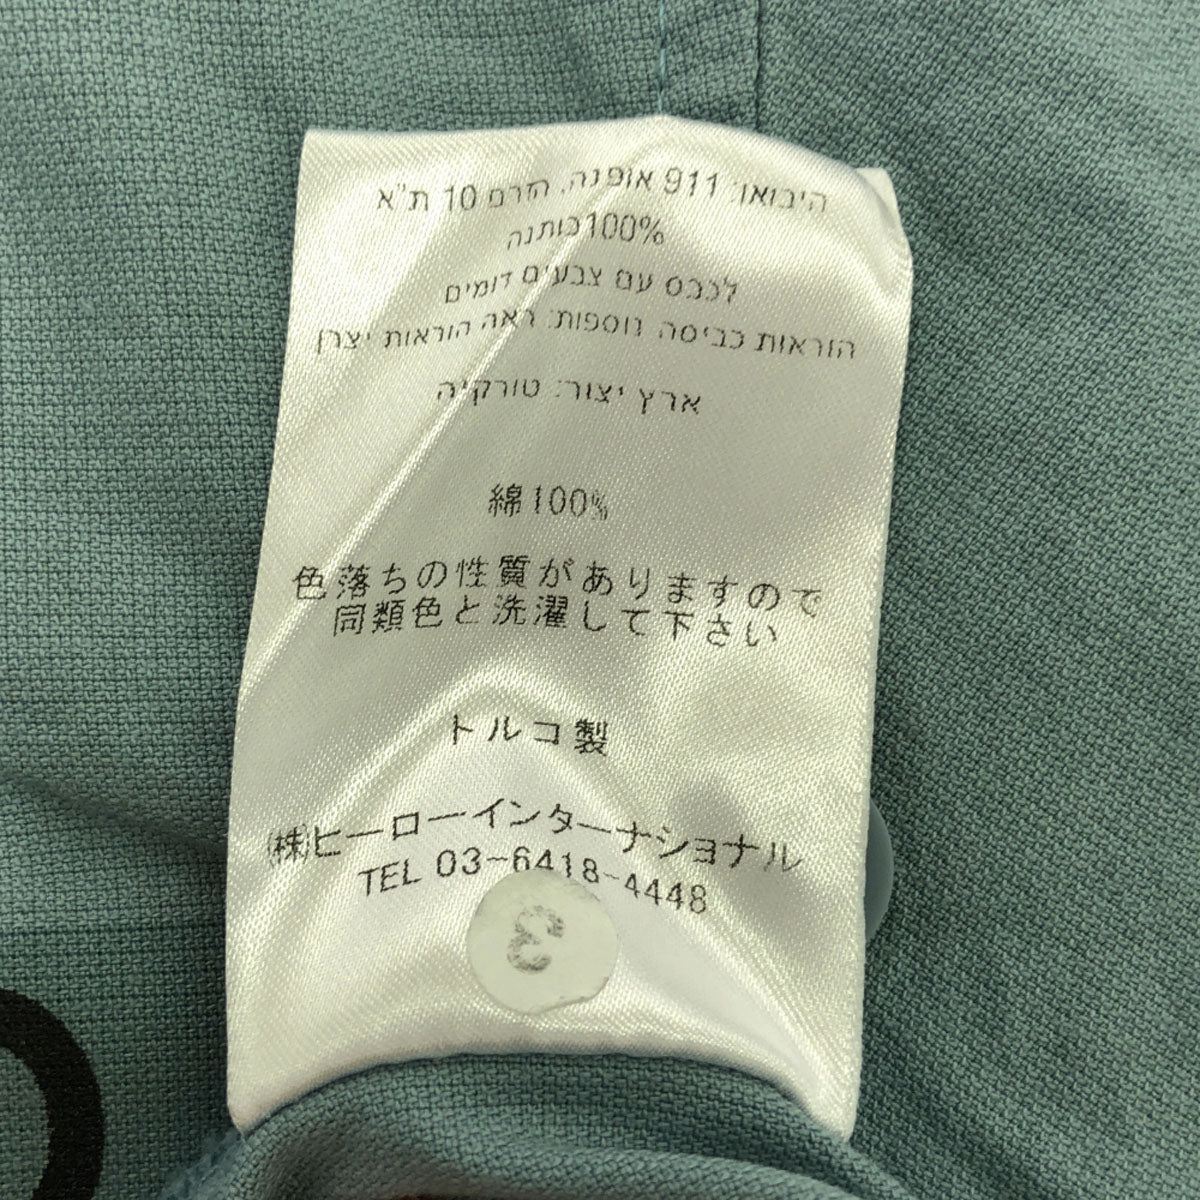 היבואן: 911 אופנה, הזרם 10 ת"א
100%כותנה
לככס עם צבעים דומים
הוראות כביסה נוספות: ראה הוראות יצרן
ארץ יצור: טורקיה
綿100%
色落ちの性質がありますので
同類色と洗濯して下さい
トルコ製
(株)ヒーローインターナショナル
TEL 03-6418-4448
3